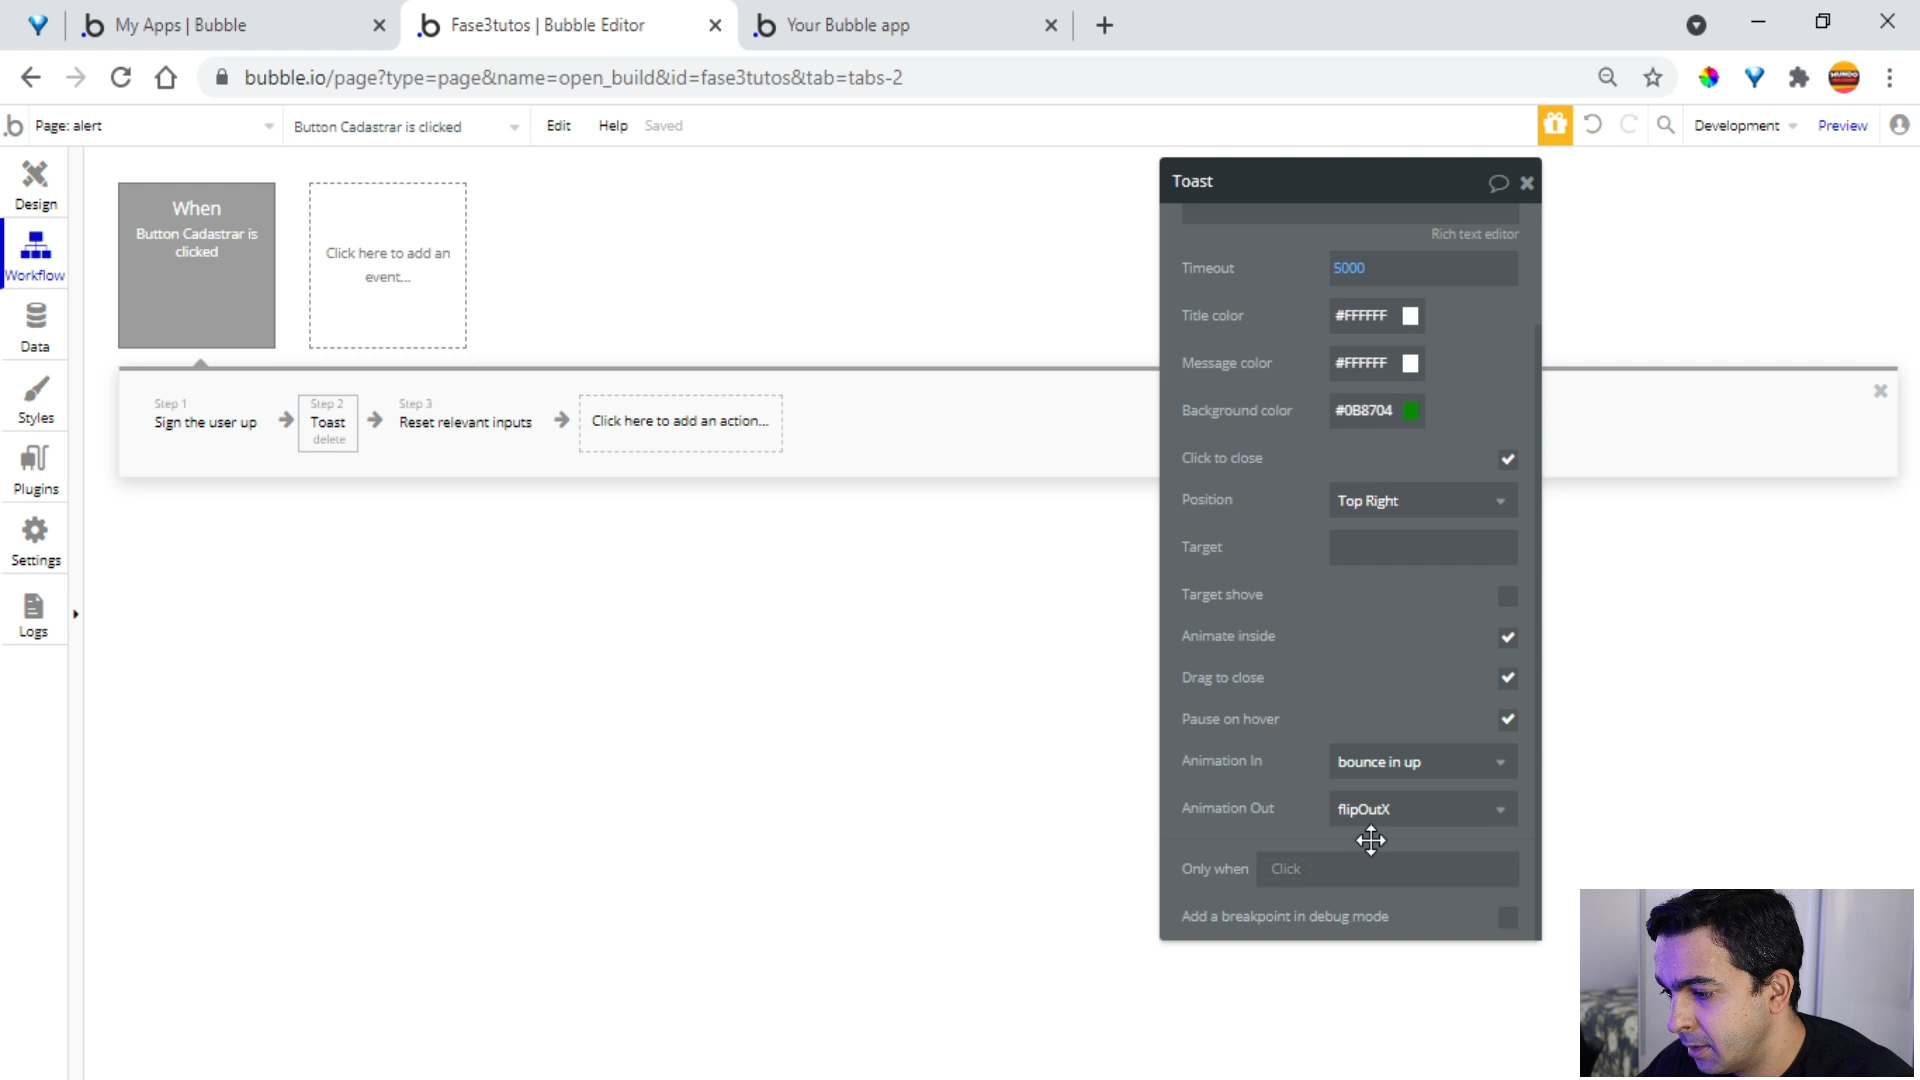 My Apps | Bubble
Fase3tutos | Bubble Editor
Your Bubble app
bubble.io/page?type=page&name=open_build&id=fase3tutos&tab=tabs-2
MUNDO
Page: alert
Button Cadastrar is clicked
Edit
Help
Saved
Development
Preview
Design
Workflow
Data
Styles
Plugins
Settings
Logs
When
Button Cadastrar is
clicked
Click here to add an
event...
Step 1
Sign the user up
Step 2
Toast
delete
Step 3
Reset relevant inputs
Click here to add an action...
Toast
Rich text editor
Timeout
5000
Title color
#FFFFFF
Message color
#FFFFFF
Background color
#0B8704
Click to close
Position
Top Right
Target
Target shove
Animate inside
Drag to close
Pause on hover
Animation In
bounce in up
Animation Out
flipOutX
Only when
Click
Add a breakpoint in debug mode